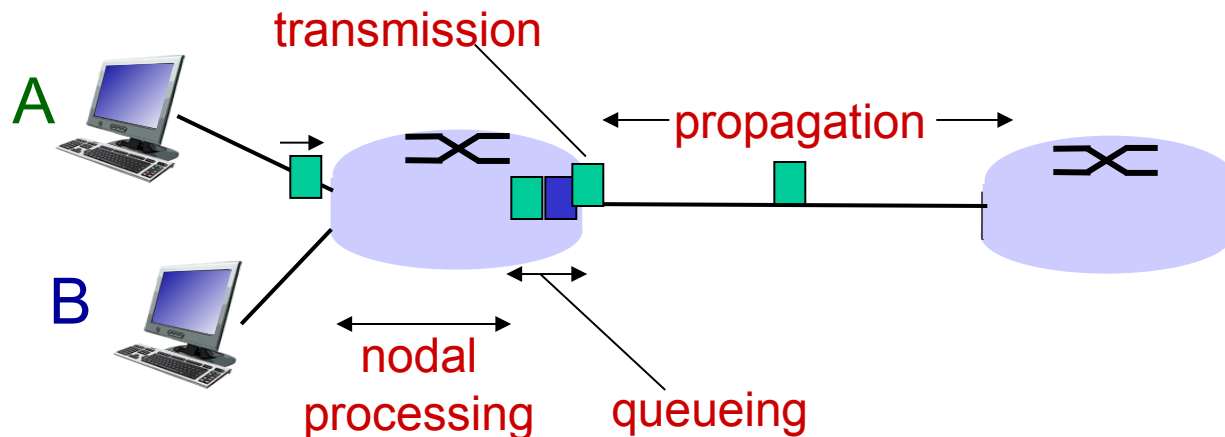 transmission
A
propagation
B
nodal
processing
queueing